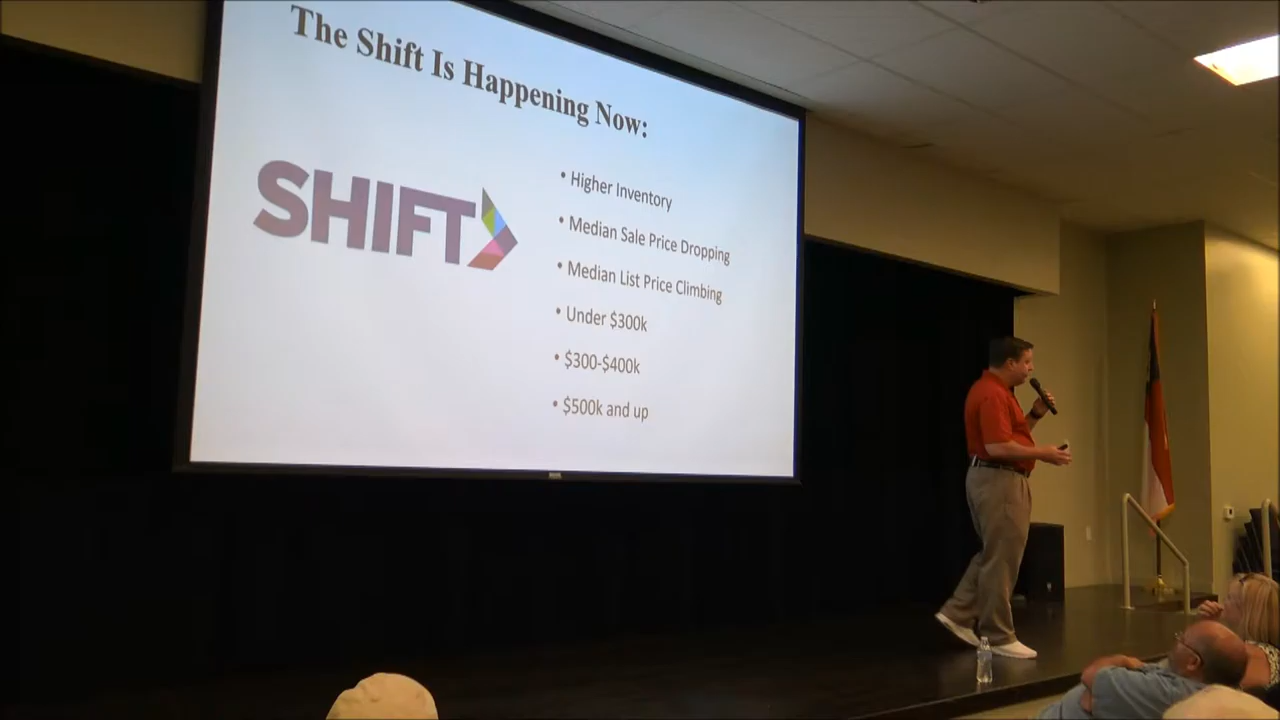 The Shift Is Happening Now:
SHIFT
• Higher Inventory
• Median Sale Price Dropping
• Median List Price Climbing
• Under $300k
• $300-$400k
• $500k and up